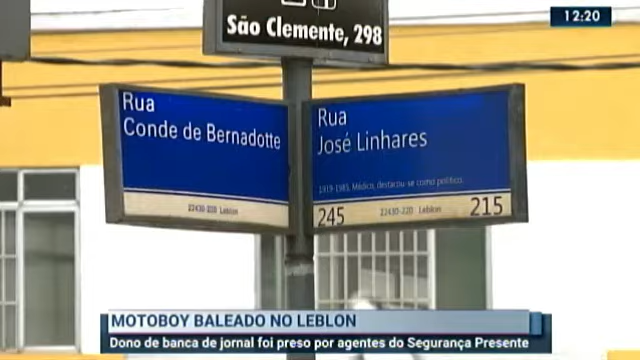 12:20
São Clemente, 298
Rua
Conde de Bernadotte
22430-220 Leblon
Rua
José Linhares
Médico, destacou-se como político.
245 22430-220 Leblon 215
MOTOBOY BALEADO NO LEBLON
Dono de banca de jornal foi preso por agentes do Segurança Presente